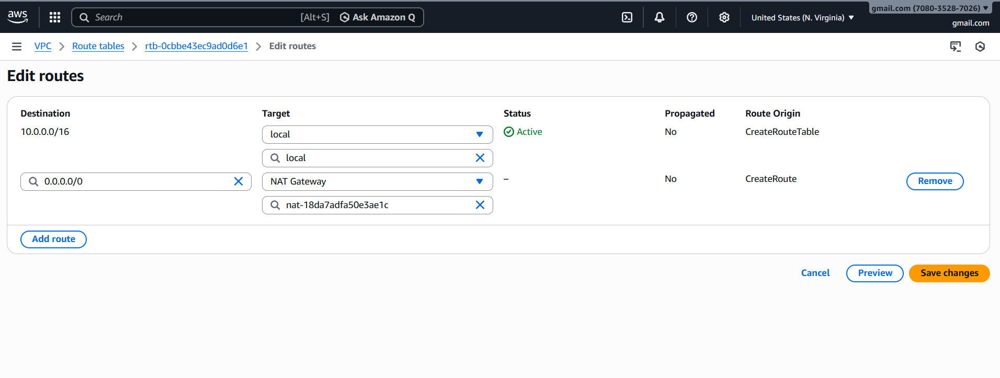 aws
Search [Alt+S] Ask Amazon Q
United States (N. Virginia)
gmail.com (7080-3528-7026)
gmail.com
VPC Route tables rtb-0cbbe43ec9ad0d6e1 Edit routes
Edit routes
Destination Target Status Propagated Route Origin
10.0.0.0/16 local Active No CreateRouteTable
local
0.0.0.0/0 NAT Gateway – No CreateRoute Remove
nat-18da7adfa50e3ae1c
Add route
Cancel Preview Save changes